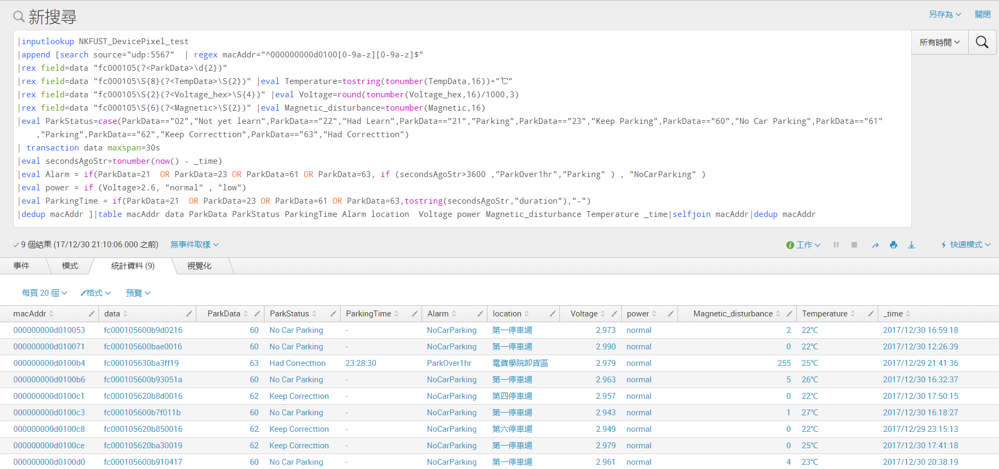 新搜尋
另存為 關閉
|inputlookup NKFUST_DevicePixel_test
|append [search source="udp:5567"  | regex macAddr="^000000000d0100[0-9a-z][0-9a-z]$"
|rex field=data "fc000105(?<ParkData>\d{2})"
|rex field=data "fc000105\S{8}(?<TempData>\S{2})" |eval Temperature=tostring(tonumber(TempData,16))+"℃"
|rex field=data "fc000105\S{2}(?<Voltage_hex>\S{4})" |eval Voltage=round(tonumber(Voltage_hex,16)/1000,3)
|rex field=data "fc000105\S{6}(?<Magnetic>\S{2})" |eval Magnetic_disturbance=tonumber(Magnetic,16)
|eval ParkStatus=case(ParkData=="02","Not yet learn",ParkData=="22","Had Learn",ParkData=="21","Parking",ParkData=="23","Keep Parking",ParkData=="60","No Car Parking",ParkData=="61"
,"Parking",ParkData=="62","Keep Correcttion",ParkData=="63","Had Correcttion")
| transaction data maxspan=30s
|eval secondsAgoStr=tonumber(now() - _time)
|eval Alarm = if(ParkData=21  OR ParkData=23 OR ParkData=61 OR ParkData=63, if (secondsAgoStr>3600 ,"ParkOver1hr","Parking" ) , "NoCarParking" )
|eval power = if (Voltage>2.6, "normal" , "low")
|eval ParkingTime = if(ParkData=21  OR ParkData=23 OR ParkData=61 OR ParkData=63,tostring(secondsAgoStr,"duration"),"-")
|dedup macAddr ]|table macAddr data ParkData ParkStatus ParkingTime Alarm location  Voltage power Magnetic_disturbance Temperature _time|selfjoin macAddr|dedup macAddr
所有時間
9 個結果 (17/12/30 21:10:06.000 之前) 無事件取樣 工作 快速模式
事件 模式 統計資料 (9) 視覺化
每頁 20 個 格式 預覽
macAddr data ParkData ParkStatus ParkingTime Alarm location Voltage power Magnetic_disturbance Temperature _time
000000000d010053 fc000105600b9d0216 60 No Car Parking - NoCarParking 第一停車場 2.973 normal 2 22℃ 2017/12/30 16:59:18
000000000d010071 fc000105600bae0016 60 No Car Parking - NoCarParking 第一停車場 2.990 normal 0 22℃ 2017/12/30 12:26:39
000000000d0100b4 fc000105630ba3ff19 63 Had Correcttion 23:28:30 ParkOver1hr 電資學院卸貨區 2.979 normal 255 25℃ 2017/12/29 21:41:36
000000000d0100b6 fc000105600b93051a 60 No Car Parking - NoCarParking 第一停車場 2.963 normal 5 26℃ 2017/12/30 16:32:37
000000000d0100c1 fc000105620b8d0016 62 Keep Correcttion - NoCarParking 第四停車場 2.957 normal 0 22℃ 2017/12/30 17:50:15
000000000d0100c3 fc000105600b7f011b 60 No Car Parking - NoCarParking 第一停車場 2.943 normal 1 27℃ 2017/12/30 16:18:27
000000000d0100c8 fc000105620b850016 62 Keep Correcttion - NoCarParking 第六停車場 2.949 normal 0 22℃ 2017/12/29 23:15:13
000000000d0100ce fc000105620ba30019 62 Keep Correcttion - NoCarParking 第一停車場 2.979 normal 0 25℃ 2017/12/30 17:41:18
000000000d0100d0 fc000105600b910417 60 No Car Parking - NoCarParking 第一停車場 2.961 normal 4 23℃ 2017/12/30 20:38:19